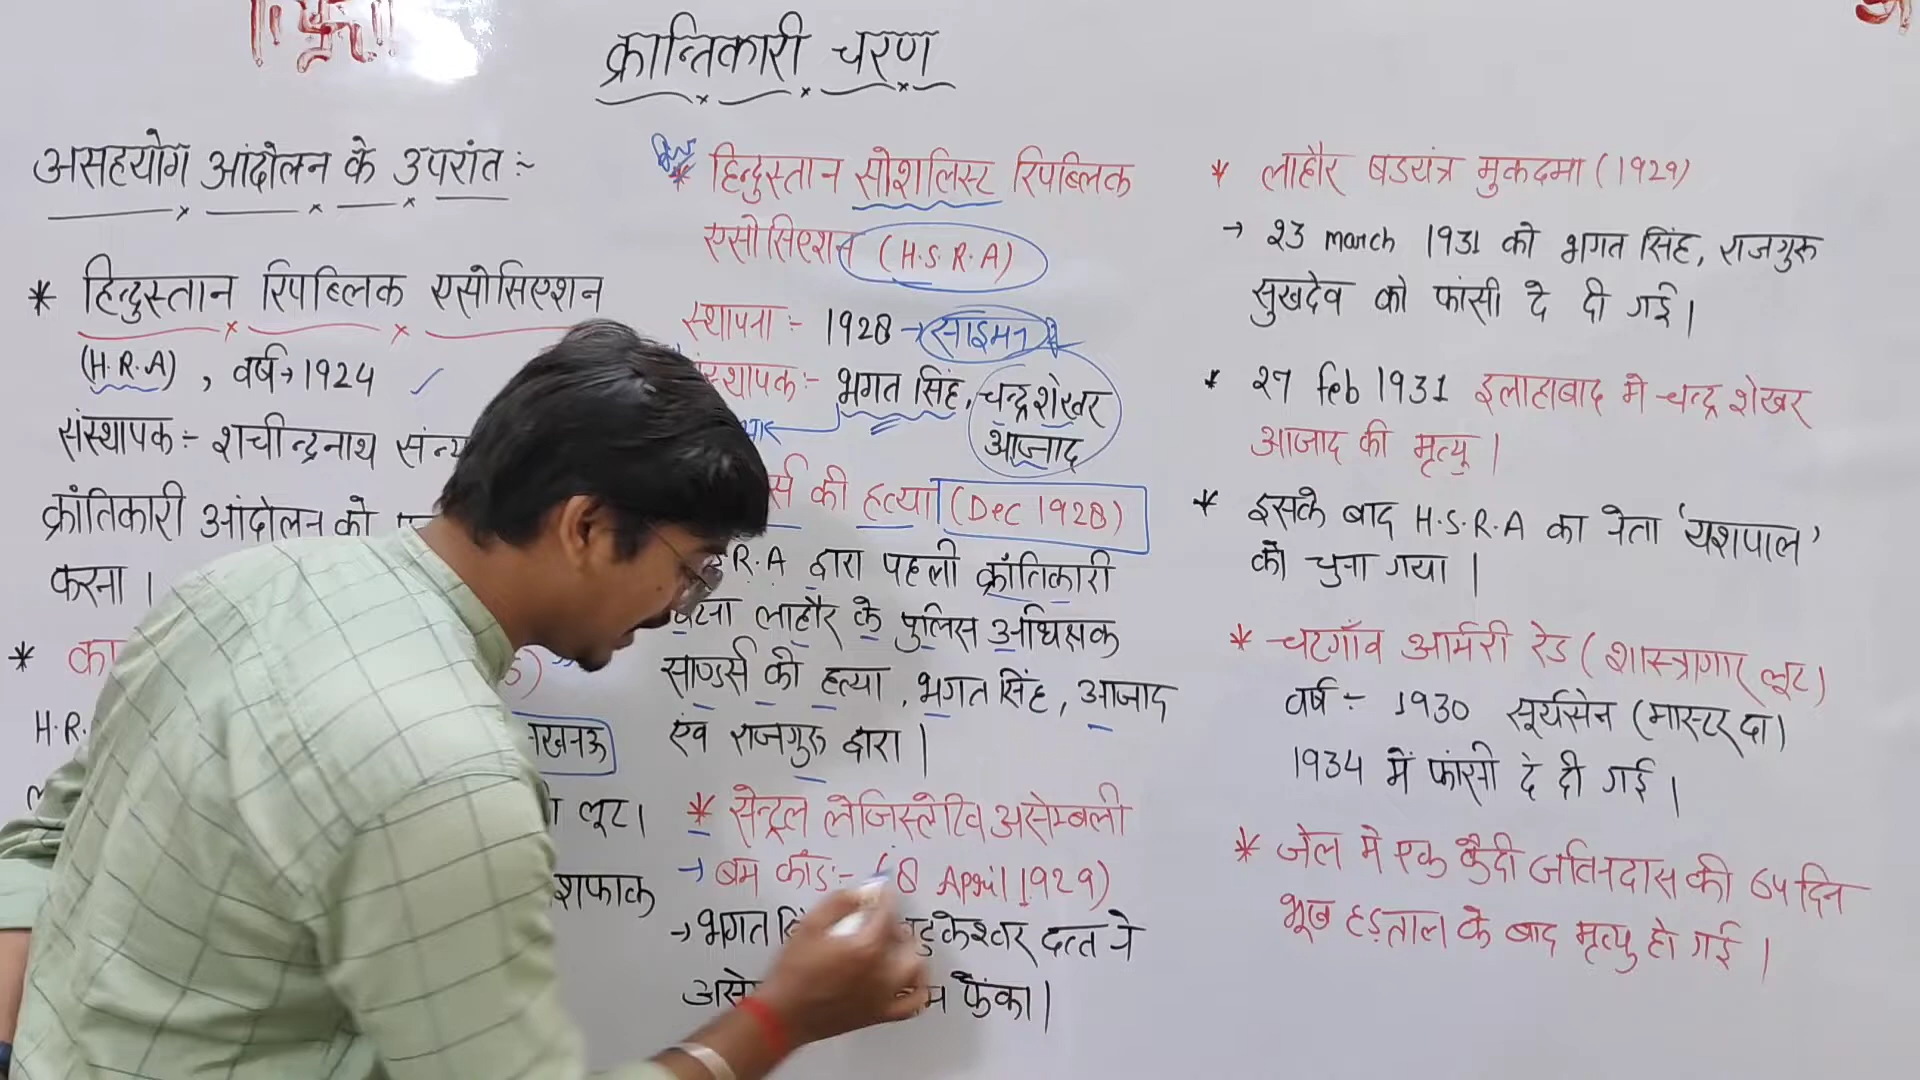 क्रान्तिकारी चरण
असहयोग आंदोलन के उपरांत :-
* हिन्दुस्तान रिपब्लिक एसोसिएशन
(H.R.A), वर्ष→1924 ✓
संस्थापक:- शचीन्द्रनाथ
क्रांतिकारी आंदोलन को
करना।
*
H.R.
लखनऊ
लूट।
* हिन्दुस्तान सोशलिस्ट रिपब्लिक
एसोसिएशन (H.S.R.A)
स्थापना:- 1928 → साइमन
संस्थापक:- भगत सिंह, चन्द्रशेखर
आज़ाद
की हत्या (Dec 1928)
R.A द्वारा पहली क्राँतिकारी
घटना लाहौर के पुलिस अधिक्षक
साण्डर्स की हत्या, भगत सिंह, आजाद
एंव राजगुरु द्वारा।
* सेन्ट्रल लेजिस्लेटिव असेम्बली
→ बम काँड:- (8 April 1929)
→ भगत बटुकेश्वर दत्त ने
असे फेंका।
* लाहौर षडयंत्र मुकदमा (1929)
→ 23 march 1931 को भगत सिंह, राजगुरु
सुखदेव को फांसी दे दी गई।
* 27 feb 1931 इलाहाबाद मे चन्द्र शेखर
आजाद की मृत्यु।
* इसके बाद H.S.R.A का नेता 'यशपाल'
को चुना गया।
* चटगाँव आर्मरी रेड (शास्त्रागार लूट)
वर्ष:- 1930 सूर्यसेन (मास्टर दा)
1934 में फांसी दे दी गई।
* जेल मे एक कैदी जतिनदास की 64 दिन
भूख हड़ताल के बाद मृत्यु हो गई।